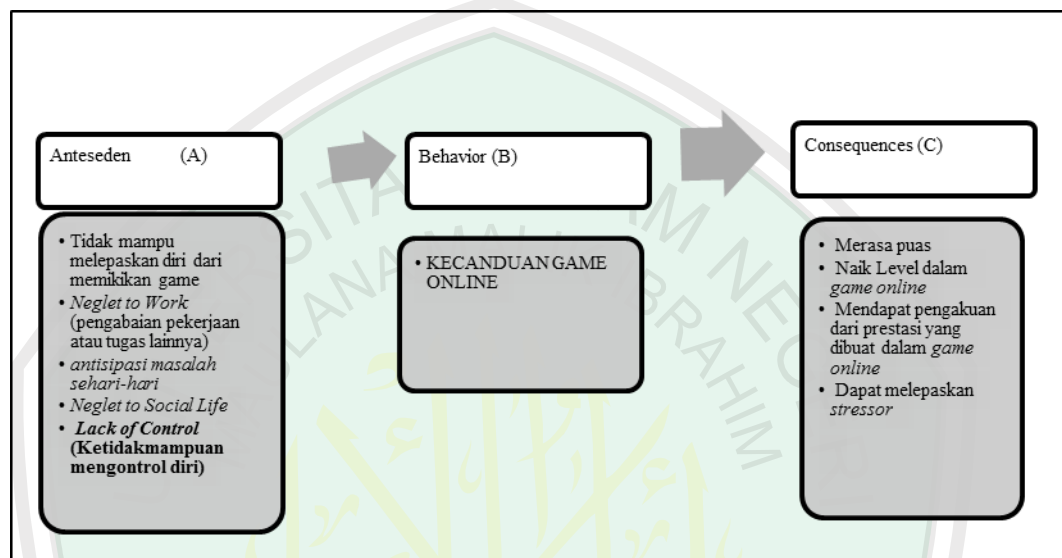 Anteseden (A)
• Tidak mampu
melepaskan diri dari
memikikan game
• Neglet to Work
(pengabaian pekerjaan
atau tugas lainnya)
• antisipasi masalah
sehari-hari
• Neglet to Social Life
• Lack of Control
(Ketidakmampuan
mengontrol diri)
Behavior (B)
• KECANDUAN GAME
ONLINE
Consequences (C)
• Merasa puas
• Naik Level dalam
game online
• Mendapat pengakuan
dari prestasi yang
dibuat dalam game
online
• Dapat melepaskan
stressor